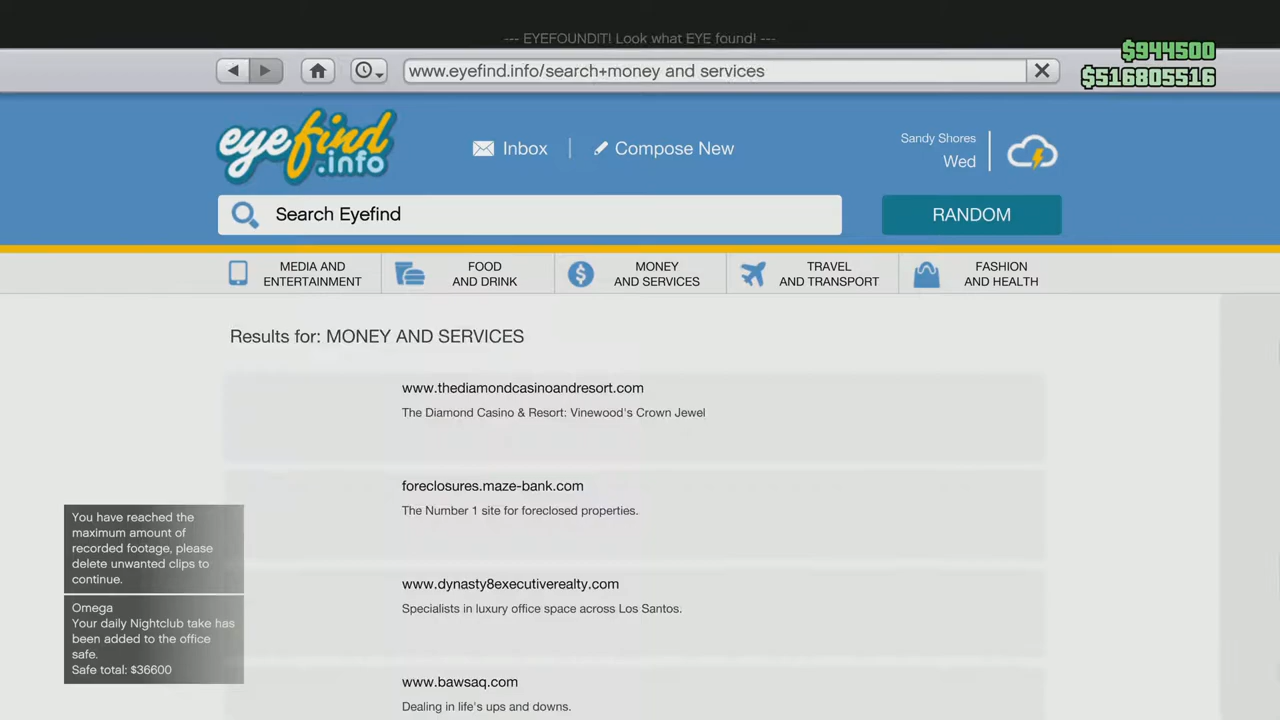 --- EYEFOUNDIT! Look what EYE found! ---
www.eyefind.info/search+money and services
$944500
$516805516
eyefind
.info
Inbox
Compose New
Sandy Shores
Wed
Search Eyefind
RANDOM
MEDIA AND
ENTERTAINMENT
FOOD
AND DRINK
MONEY
AND SERVICES
TRAVEL
AND TRANSPORT
FASHION
AND HEALTH
Results for: MONEY AND SERVICES
www.thediamondcasinoandresort.com
The Diamond Casino & Resort: Vinewood's Crown Jewel
foreclosures.maze-bank.com
The Number 1 site for foreclosed properties.
www.dynasty8executiverealty.com
Specialists in luxury office space across Los Santos.
www.bawsaq.com
Dealing in life's ups and downs.
You have reached the
maximum amount of
recorded footage, please
delete unwanted clips to
continue.
Omega
Your daily Nightclub take has
been added to the office
safe.
Safe total: $36600